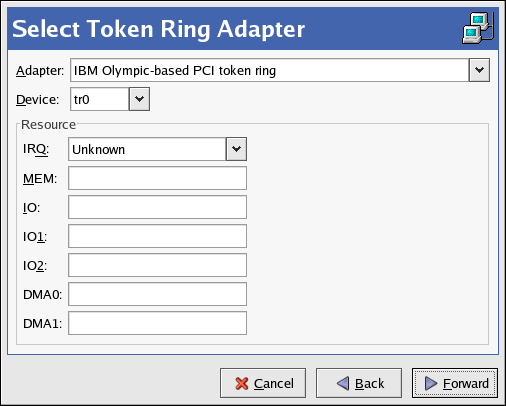 Select Token Ring Adapter
Adapter: IBM Olympic-based PCI token ring
Device: tr0
Resource
IRQ: Unknown
MEM:
IO:
IO1:
IO2:
DMA0:
DMA1:
Cancel Back Forward